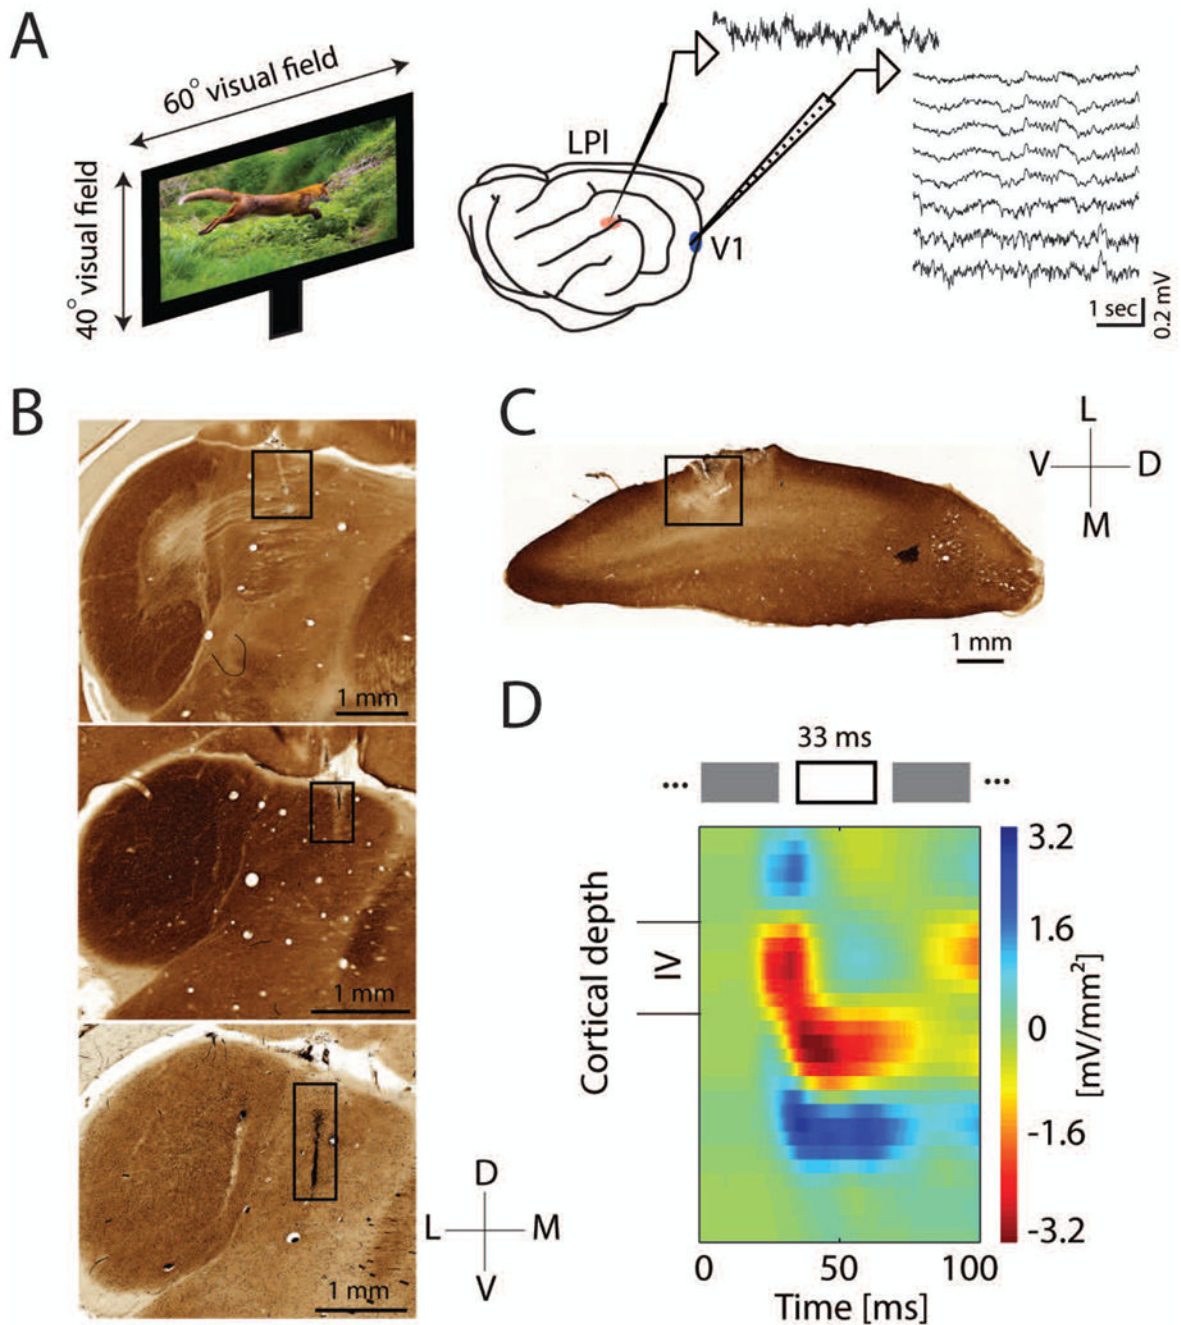 A
60° visual field
40° visual field
LPl
V1
1 sec
0.2 mV
B
1 mm
1 mm
1 mm
D
L M
V
C
L
V D
M
1 mm
D
33 ms
... ...
Cortical depth
IV
3.2
1.6
0
-1.6
-3.2
[mV/mm²]
0 50 100
Time [ms]